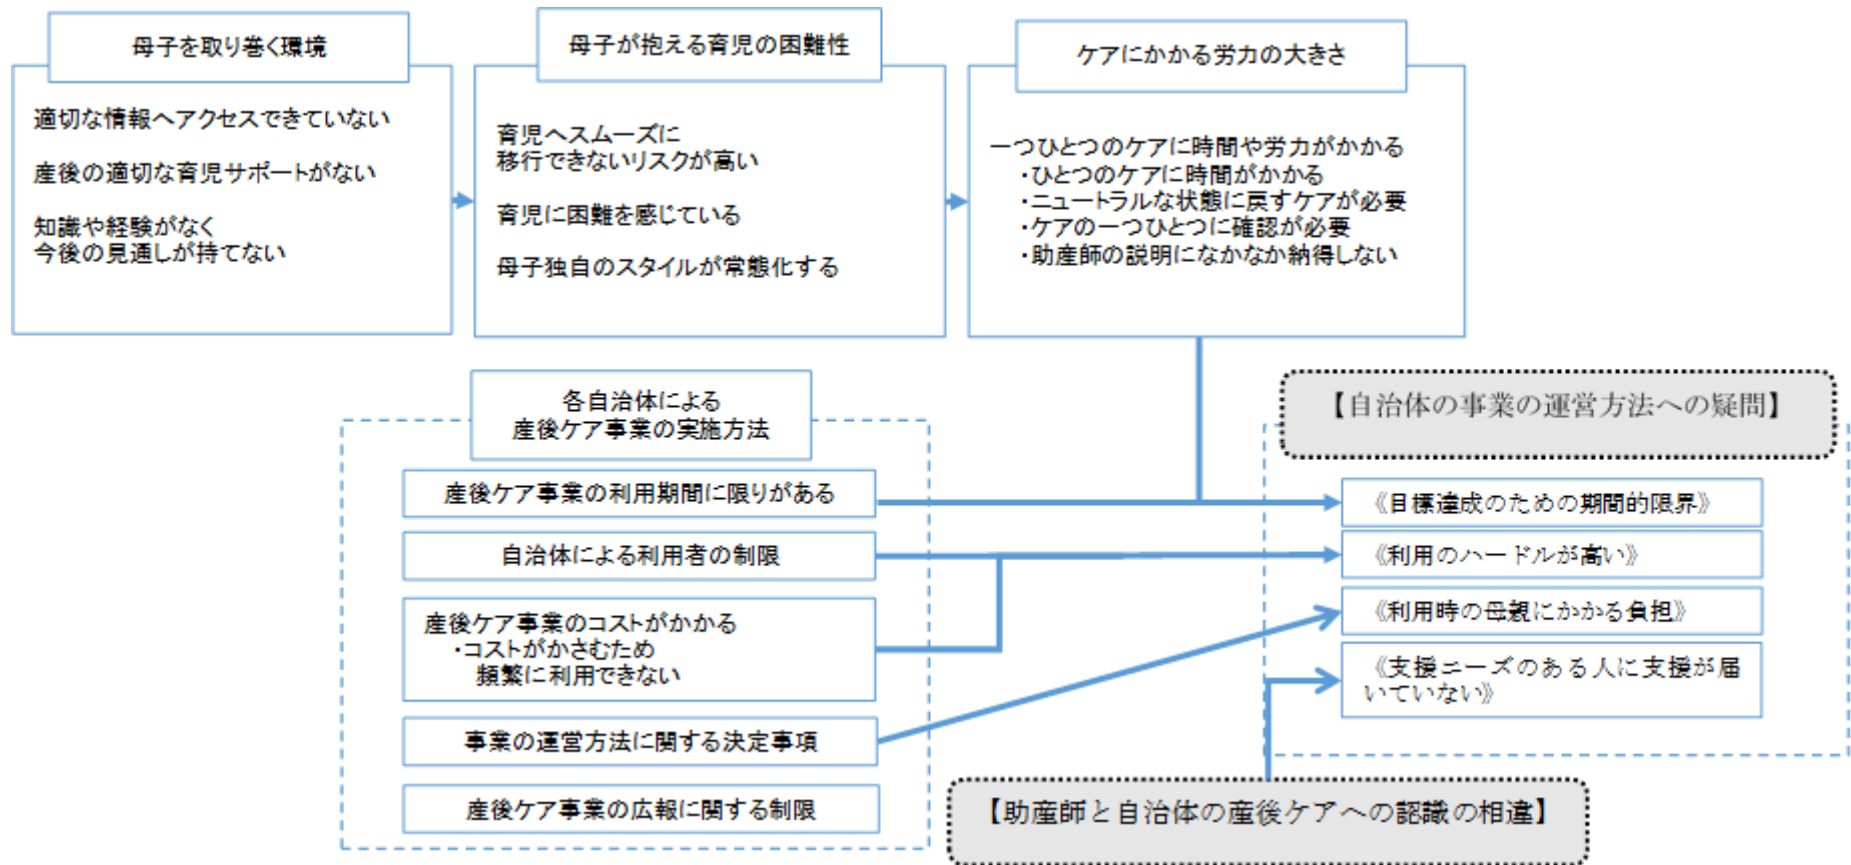 母子を取り巻く環境
適切な情報へアクセスできていない
産後の適切な育児サポートがない
知識や経験がなく
今後の見通しが持てない
母子が抱える育児の困難性
育児へスムーズに
移行できないリスクが高い
育児に困難を感じている
母子独自のスタイルが常態化する
ケアにかかる労力の大きさ
一つひとつのケアに時間や労力がかかる
・ひとつのケアに時間がかかる
・ニュートラルな状態に戻すケアが必要
・ケアの一つひとつに確認が必要
・助産師の説明になかなか納得しない
各自治体による
産後ケア事業の実施方法
産後ケア事業の利用期間に限りがある
自治体による利用者の制限
産後ケア事業のコストがかかる
・コストがかさむため
頻繁に利用できない
事業の運営方法に関する決定事項
産後ケア事業の広報に関する制限
【自治体の事業の運営方法への疑問】
《目標達成のための期間的限界》
《利用のハードルが高い》
《利用時の母親にかかる負担》
《支援ニーズのある人に支援が届
いていない》
【助産師と自治体の産後ケアへの認識の相違】